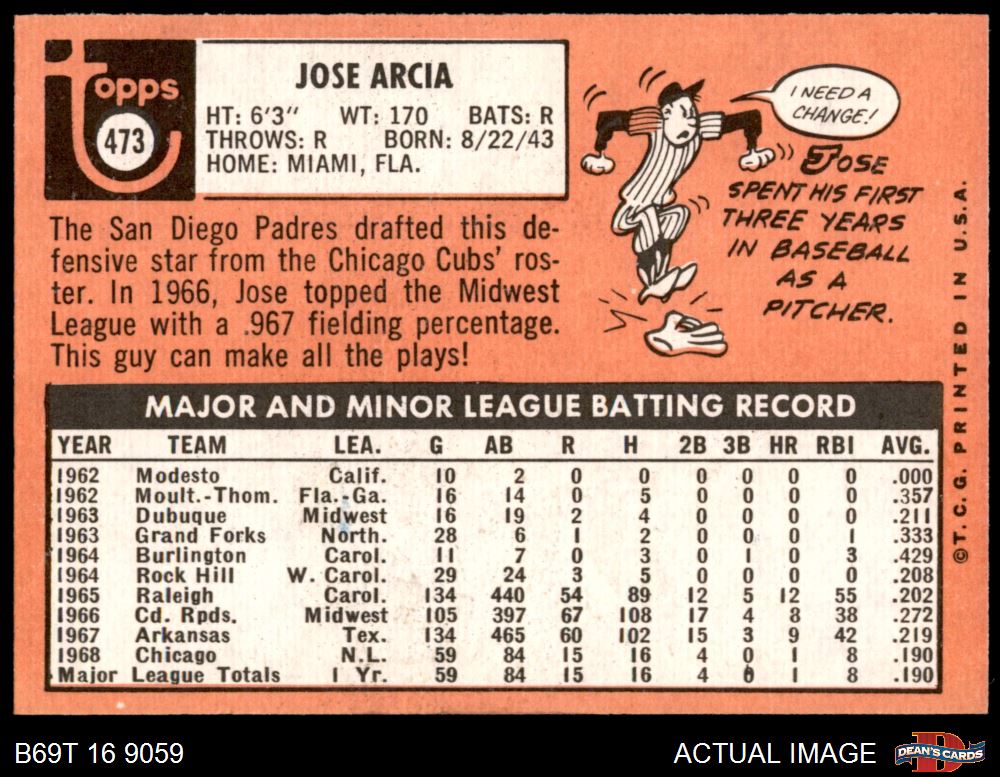 topps
473
JOSE ARCIA
HT: 6'3" WT: 170 BATS: R
THROWS: R BORN: 8/22/43
HOME: MIAMI, FLA.
I NEED A
CHANGE!
JOSE
SPENT HIS FIRST
THREE YEARS
IN BASEBALL
AS A
PITCHER.
The San Diego Padres drafted this de-
fensive star from the Chicago Cubs' ros-
ter. In 1966, Jose topped the Midwest
League with a .967 fielding percentage.
This guy can make all the plays!
©T.C.G. PRINTED IN U.S.A.
MAJOR AND MINOR LEAGUE BATTING RECORD
YEAR TEAM LEA. G AB R H 2B 3B HR RBI AVG.
1962 Modesto Calif. 10 2 0 0 0 0 0 0 .000
1962 Moult.-Thom. Fla.-Ga. 16 14 0 5 0 0 0 0 .357
1963 Dubuque Midwest 16 19 2 4 0 0 0 0 .211
1963 Grand Forks North. 28 6 1 2 0 0 0 1 .333
1964 Burlington Carol. 11 7 0 3 0 1 0 3 .429
1964 Rock Hill W. Carol. 29 24 3 5 0 0 0 0 .208
1965 Raleigh Carol. 134 440 54 89 12 5 12 55 .202
1966 Cd. Rpds. Midwest 105 397 67 108 17 4 8 38 .272
1967 Arkansas Tex. 134 465 60 102 15 3 9 42 .219
1968 Chicago N.L. 59 84 15 16 4 0 1 8 .190
Major League Totals 1 Yr. 59 84 15 16 4 0 1 8 .190
B69T 16 9059
ACTUAL IMAGE
DEAN'S CARDS